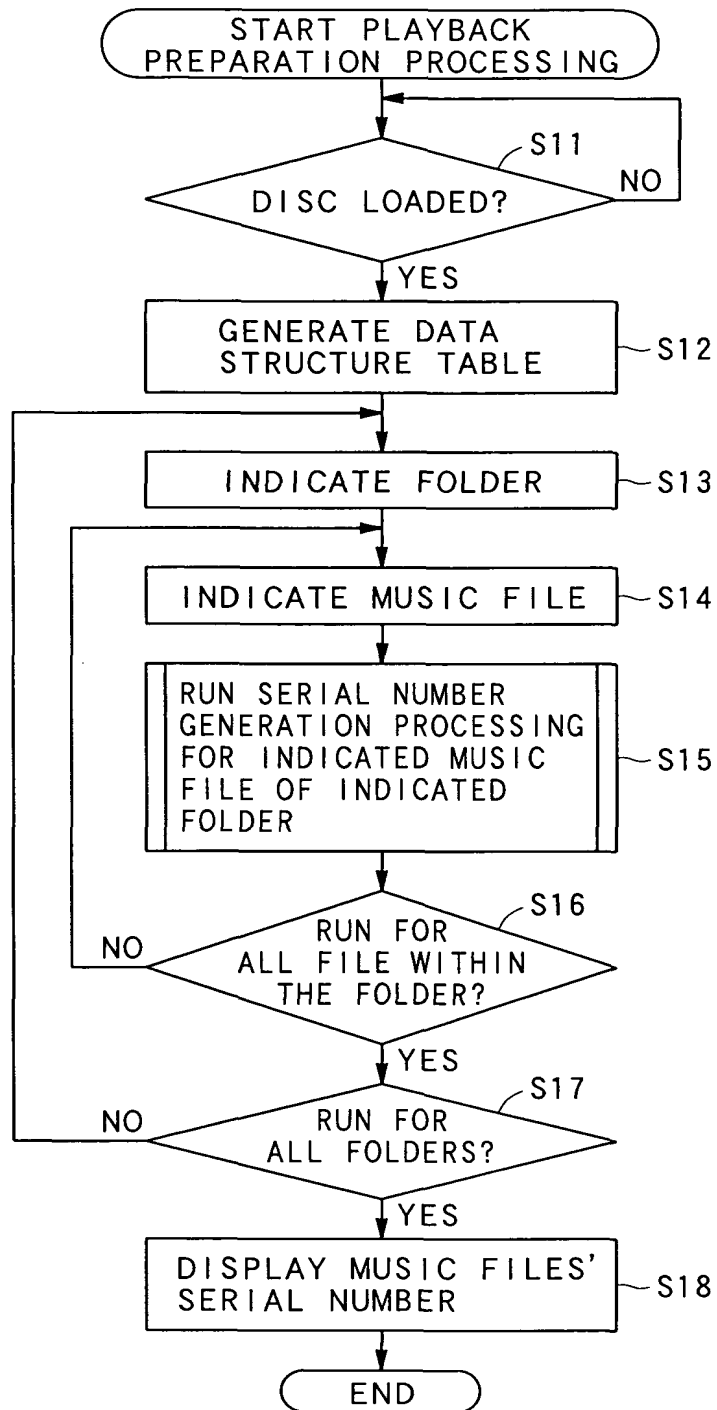 START PLAYBACK
PREPARATION PROCESSING
S11
DISC LOADED?
NO
YES
GENERATE DATA
STRUCTURE TABLE
S12
INDICATE FOLDER
S13
INDICATE MUSIC FILE
S14
RUN SERIAL NUMBER
GENERATION PROCESSING
FOR INDICATED MUSIC
FILE OF INDICATED
FOLDER
S15
S16
RUN FOR
ALL FILE WITHIN
THE FOLDER?
NO
YES
S17
RUN FOR
ALL FOLDERS?
NO
YES
DISPLAY MUSIC FILES'
SERIAL NUMBER
S18
END